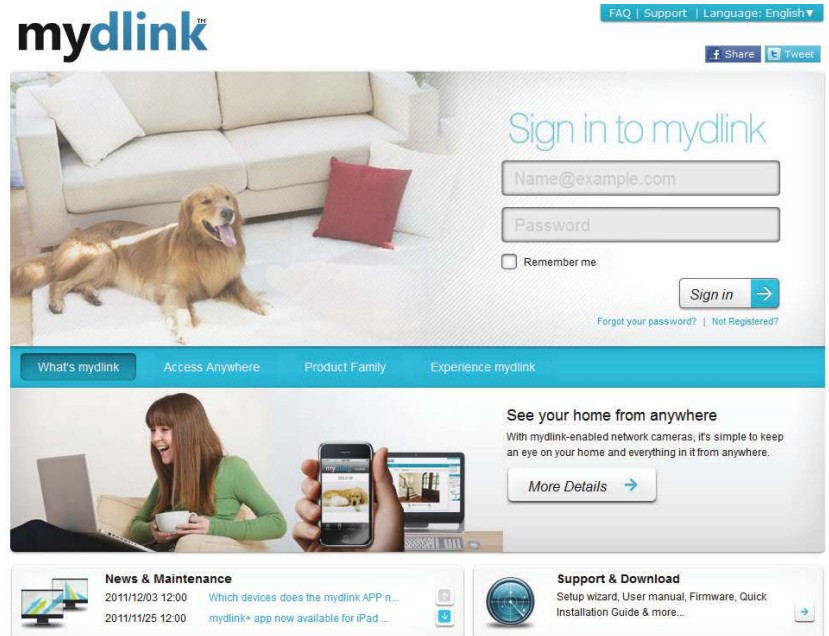 FAQ | Support | Language: English▼
mydlink™
Share Tweet
Sign in to mydlink
Name@example.com
Password
Remember me
Sign in
Forgot your password? | Not Registered?
What's mydlink Access Anywhere Product Family Experience mydlink
See your home from anywhere
With mydlink-enabled network cameras, it's simple to keep
an eye on your home and everything in it from anywhere.
More Details
News & Maintenance
2011/12/03 12:00 Which devices does the mydlink APP n...
2011/11/25 12:00 mydlink+ app now available for iPad ...
Support & Download
Setup wizard, User manual, Firmware, Quick
Installation Guide & more...